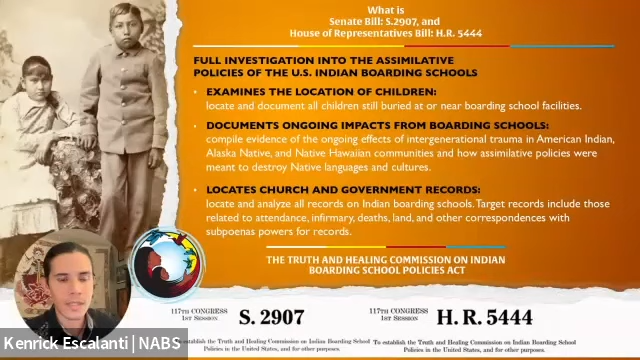 What is
Senate Bill: S.2907, and
House of Representatives Bill: H.R. 5444
FULL INVESTIGATION INTO THE ASSIMILATIVE
POLICIES OF THE U.S. INDIAN BOARDING SCHOOLS
• EXAMINES THE LOCATION OF CHILDREN:
locate and document all children still buried at or near boarding school facilities.
• DOCUMENTS ONGOING IMPACTS FROM BOARDING SCHOOLS:
compile evidence of the ongoing effects of intergenerational trauma in American Indian,
Alaska Native, and Native Hawaiian communities and how assimilative policies were
meant to destroy Native languages and cultures.
• LOCATES CHURCH AND GOVERNMENT RECORDS:
locate and analyze all records on Indian boarding schools. Target records include those
related to attendance, infirmary, deaths, land, and other correspondences with
subpoenas powers for records.
THE TRUTH AND HEALING COMMISSION ON INDIAN
BOARDING SCHOOL POLICIES ACT
117TH CONGRESS
1ST SESSION
S. 2907
establish the Truth and Healing Commission on Indian Boarding School
Policies in the United States, and for other purposes.
117TH CONGRESS
1ST SESSION
H. R. 5444
To establish the Truth and Healing Commission on Indian Boarding School
Policies in the United States, and for other purposes.
Kenrick Escalanti | NABS